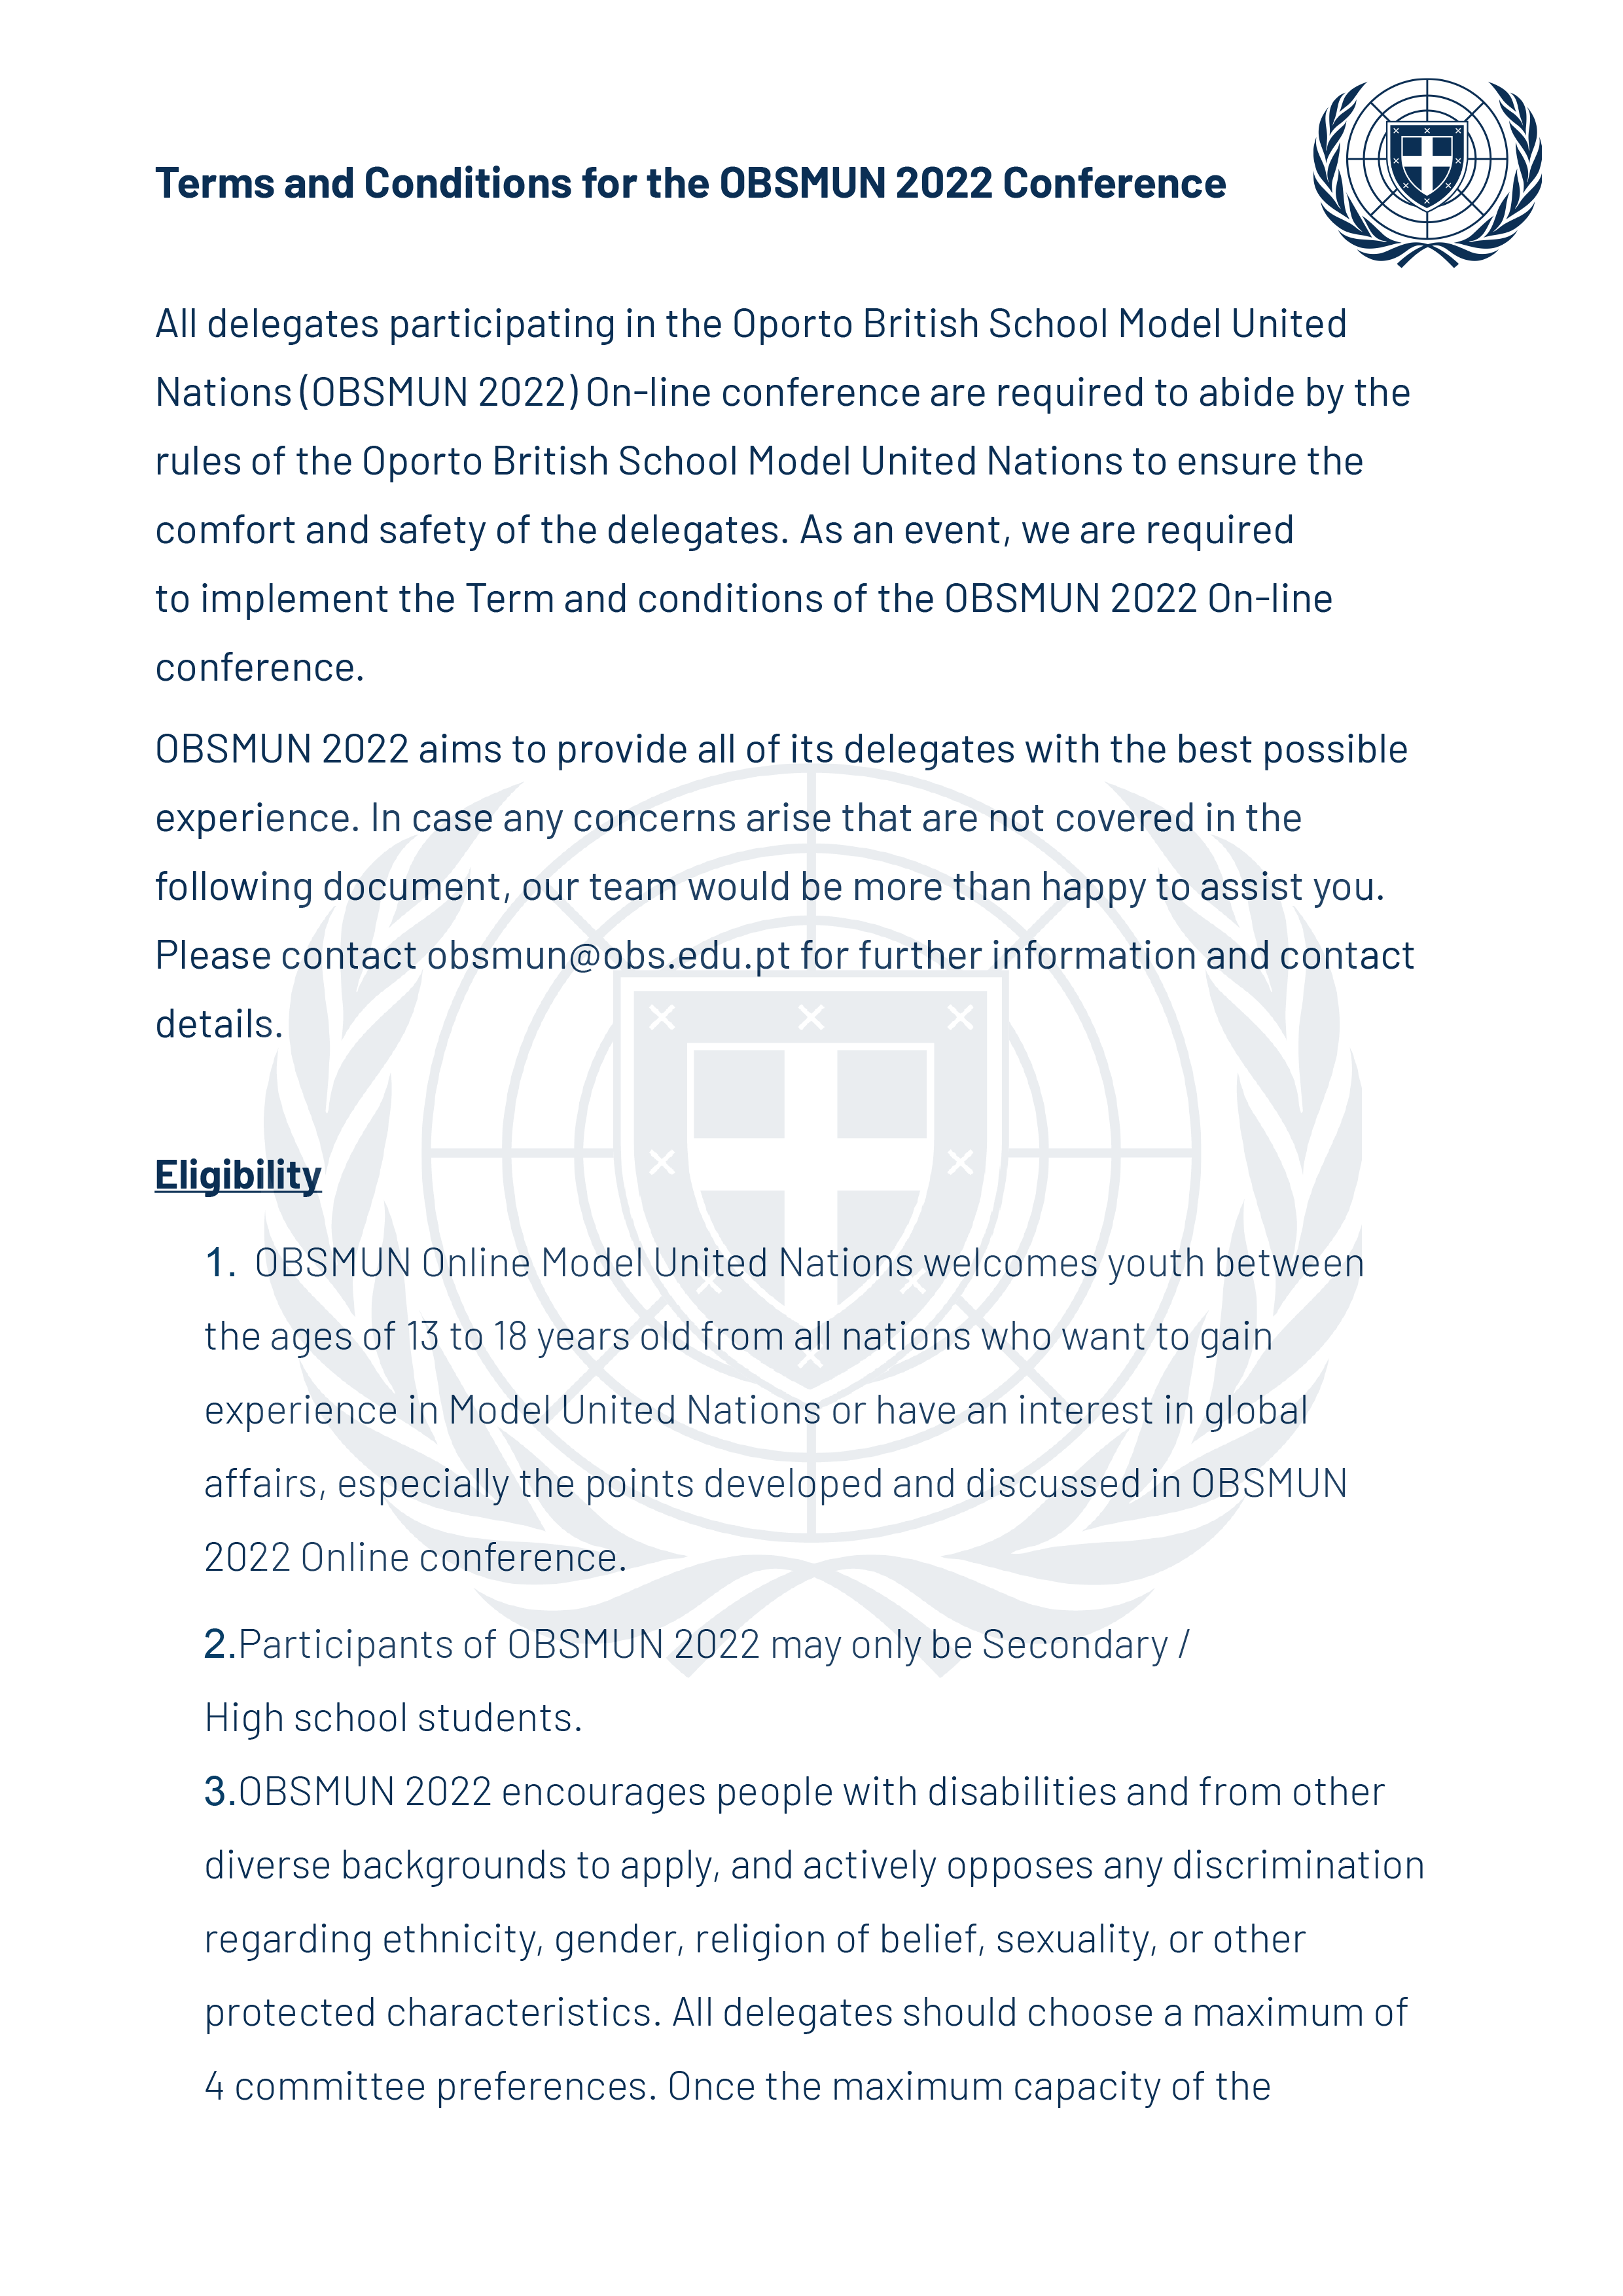 Terms and Conditions for the OBSMUN 2022 Conference
All delegates participating in the Oporto British School Model United
Nations (OBSMUN 2022) On-line conference are required to abide by the
rules of the Oporto British School Model United Nations to ensure the
comfort and safety of the delegates. As an event, we are required
to implement the Term and conditions of the OBSMUN 2022 On-line
conference.
OBSMUN 2022 aims to provide all of its delegates with the best possible
experience. In case any concerns arise that are not covered in the
following document, our team would be more than happy to assist you.
Please contact obsmun@obs.edu.pt for further information and contact
details.
Eligibility
1. OBSMUN Online Model United Nations welcomes youth between
the ages of 13 to 18 years old from all nations who want to gain
experience in Model United Nations or have an interest in global
affairs, especially the points developed and discussed in OBSMUN
2022 Online conference.
2.Participants of OBSMUN 2022 may only be Secondary /
High school students.
3.OBSMUN 2022 encourages people with disabilities and from other
diverse backgrounds to apply, and actively opposes any discrimination
regarding ethnicity, gender, religion of belief, sexuality, or other
protected characteristics. All delegates should choose a maximum of
4 committee preferences. Once the maximum capacity of the